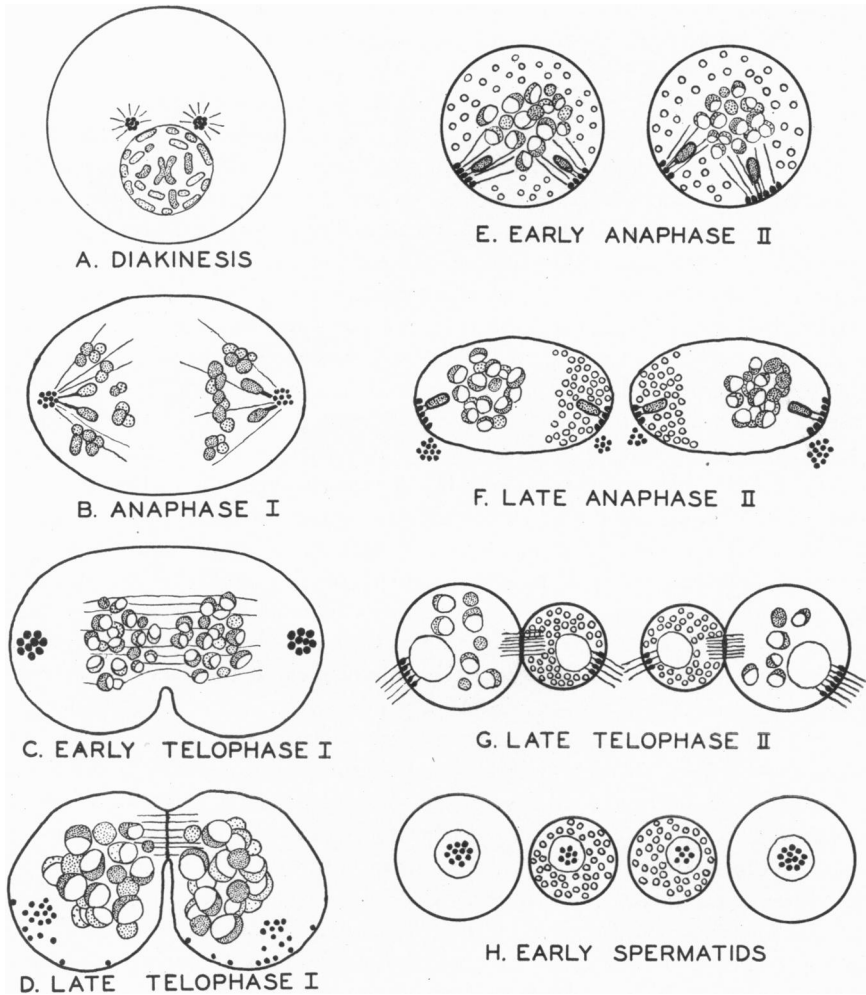 A. DIAKINESIS
B. ANAPHASE I
C. EARLY TELOPHASE I
D. LATE TELOPHASE I
E. EARLY ANAPHASE II
F. LATE ANAPHASE II
G. LATE TELOPHASE II
H. EARLY SPERMATIDS